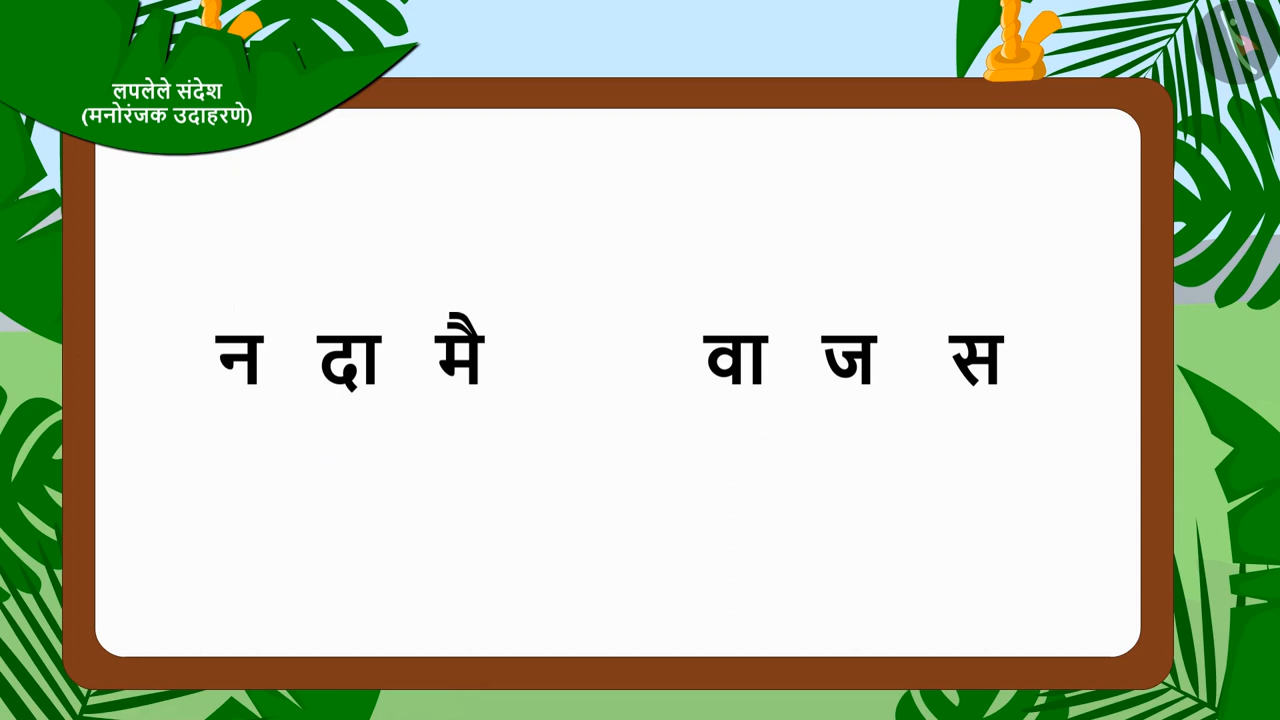 लपलेले संदेश
(मनोरंजक उदाहरणे)
न दा मै वा ज स